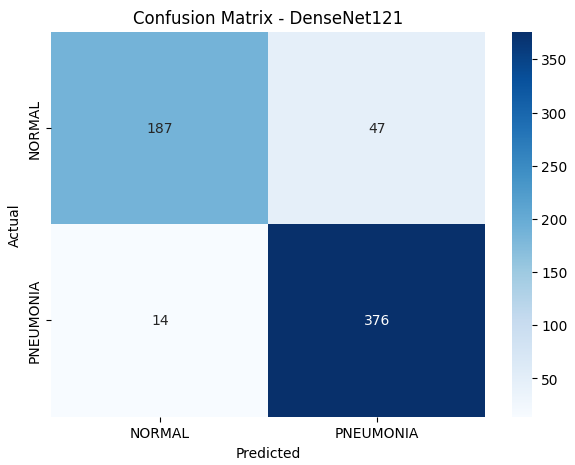 Confusion Matrix - DenseNet121
Actual
NORMAL
PNEUMONIA
187
47
14
376
NORMAL
PNEUMONIA
Predicted
350
300
250
200
150
100
50